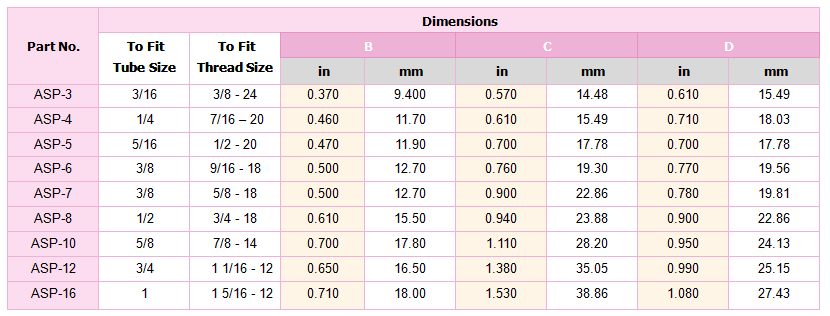 Dimensions
Part No. To Fit Tube Size To Fit Thread Size B C D
in mm in mm in mm
ASP-3 3/16 3/8 - 24 0.370 9.400 0.570 14.48 0.610 15.49
ASP-4 1/4 7/16 – 20 0.460 11.70 0.610 15.49 0.710 18.03
ASP-5 5/16 1/2 - 20 0.470 11.90 0.700 17.78 0.700 17.78
ASP-6 3/8 9/16 - 18 0.500 12.70 0.760 19.30 0.770 19.56
ASP-7 3/8 5/8 - 18 0.500 12.70 0.900 22.86 0.780 19.81
ASP-8 1/2 3/4 - 18 0.610 15.50 0.940 23.88 0.900 22.86
ASP-10 5/8 7/8 - 14 0.700 17.80 1.110 28.20 0.950 24.13
ASP-12 3/4 1 1/16 - 12 0.650 16.50 1.380 35.05 0.990 25.15
ASP-16 1 1 5/16 - 12 0.710 18.00 1.530 38.86 1.080 27.43